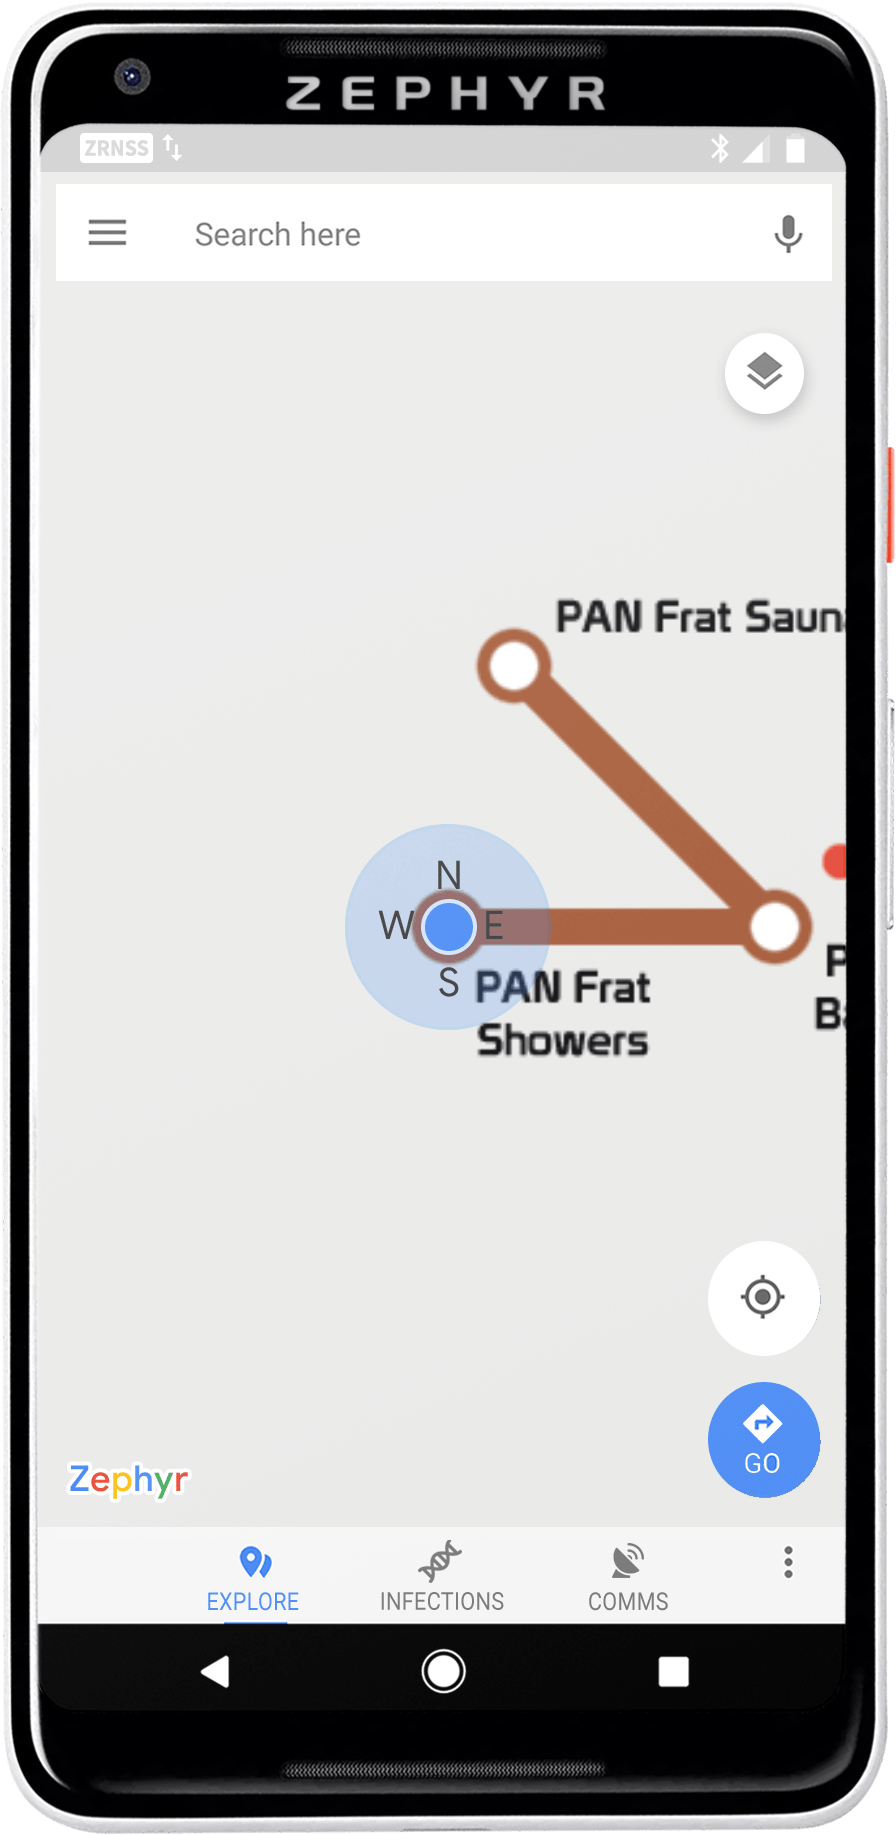 ZEPHYR
ZRNSS
Search here
PAN Frat Saun
N
W
E
S
PAN Frat
Showers
P
B
Zephyr
GO
EXPLORE
INFECTIONS
COMMS